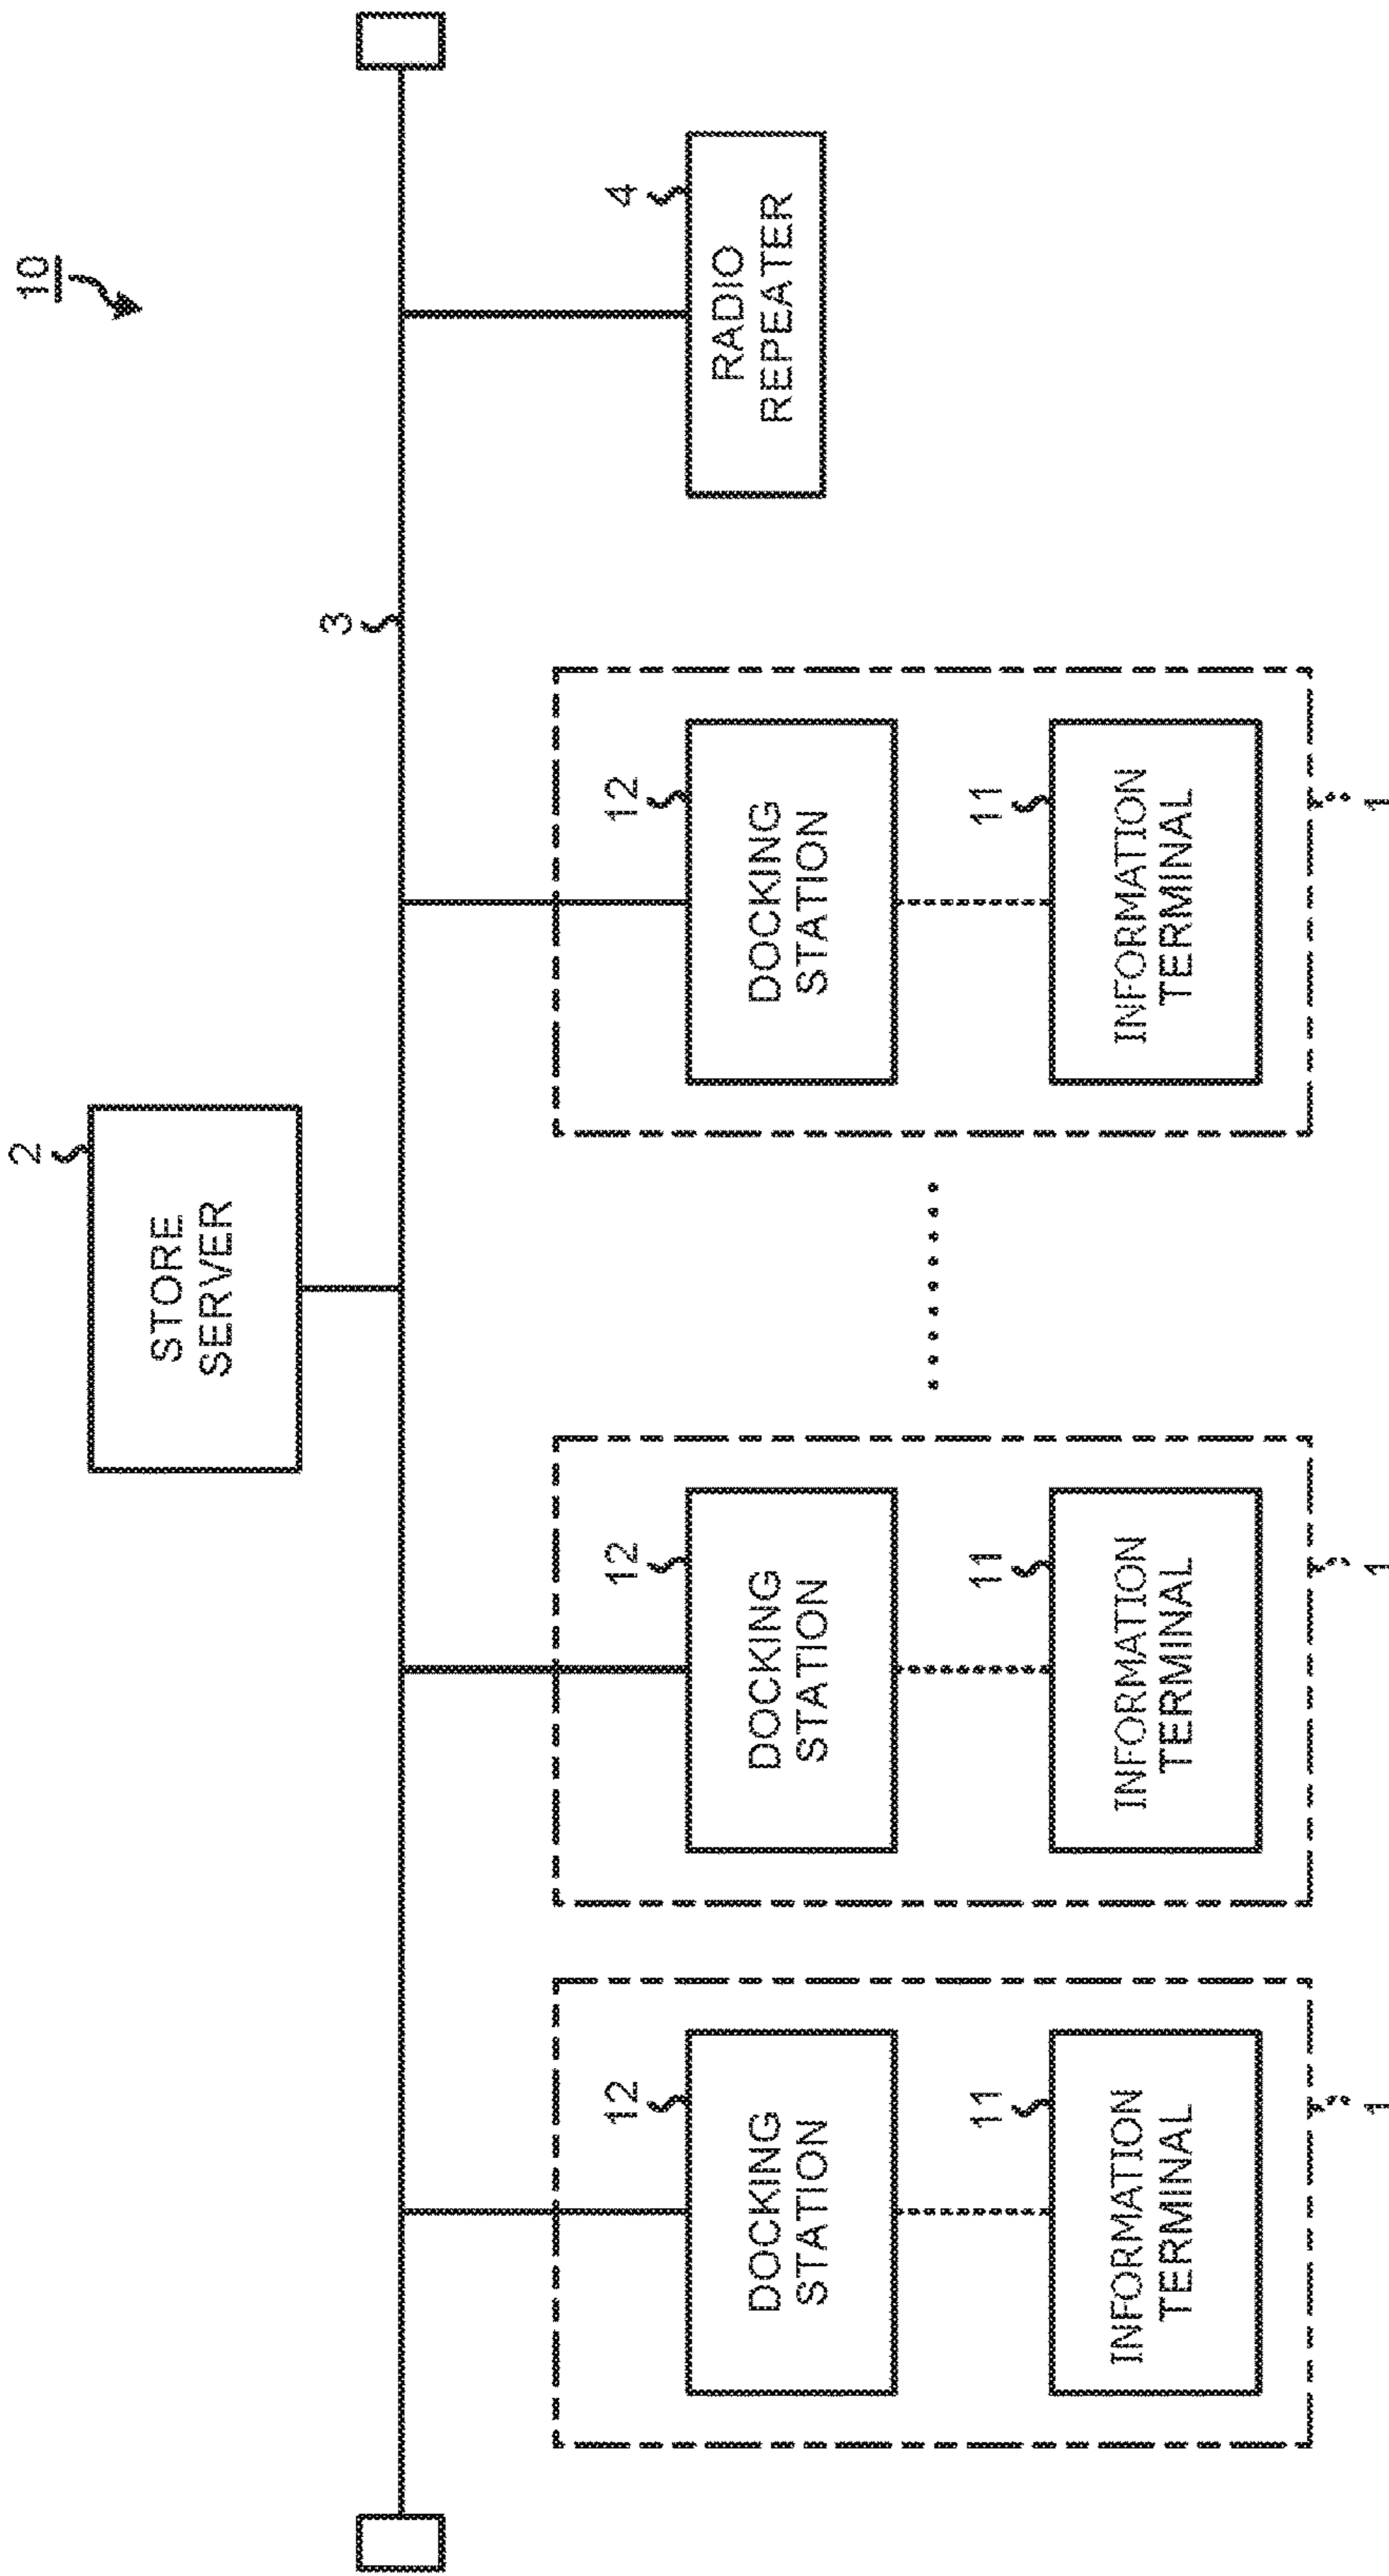 10
2
STORE
SERVER
3
4
RADIO
REPEATER
12
DOCKING
STATION
11
INFORMATION
TERMINAL
1
12
DOCKING
STATION
11
INFORMATION
TERMINAL
1
12
DOCKING
STATION
11
INFORMATION
TERMINAL
1